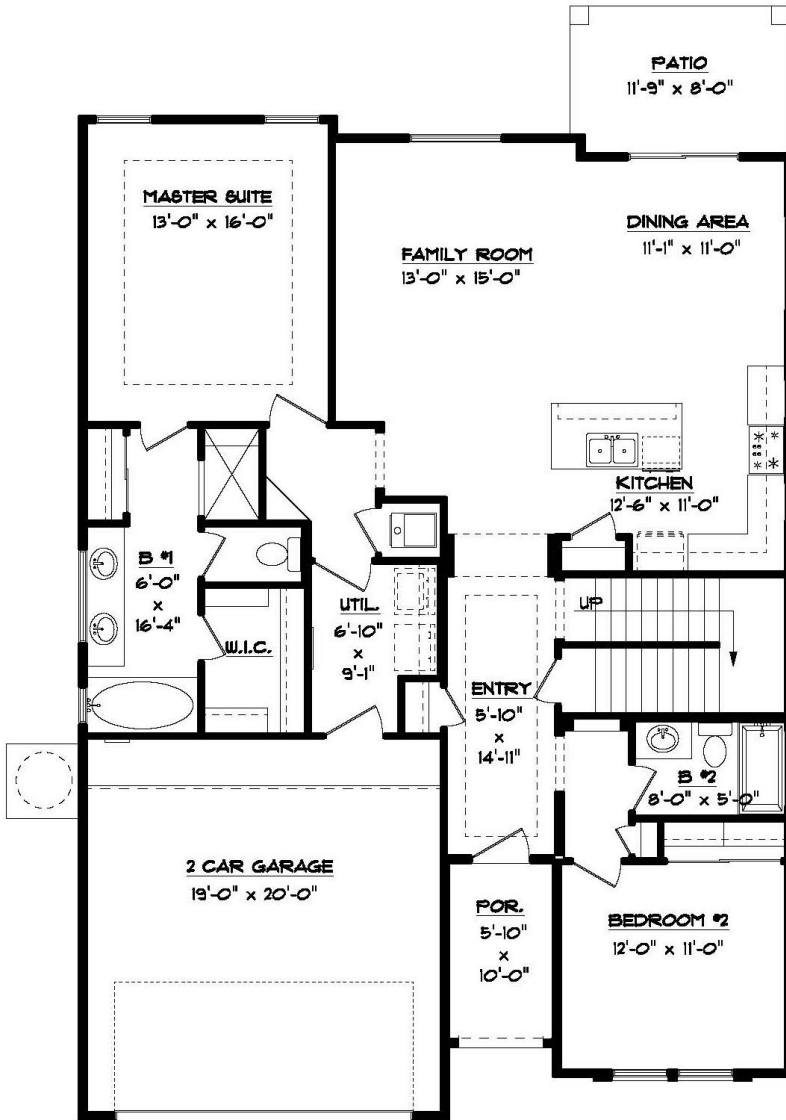 PATIO
11'-9" x 8'-0"
MASTER SUITE
13'-0" x 16'-0"
DINING AREA
11'-1" x 11'-0"
FAMILY ROOM
13'-0" x 15'-0"
KITCHEN
12'-6" x 11'-0"
B #1
6'-0"
x
16'-4"
UTIL.
6'-10"
x
9'-1"
W.I.C.
UP
ENTRY
5'-10"
x
14'-11"
B #2
8'-0" x 5'-0"
2 CAR GARAGE
19'-0" x 20'-0"
POR.
5'-10"
x
10'-0"
BEDROOM #2
12'-0" x 11'-0"